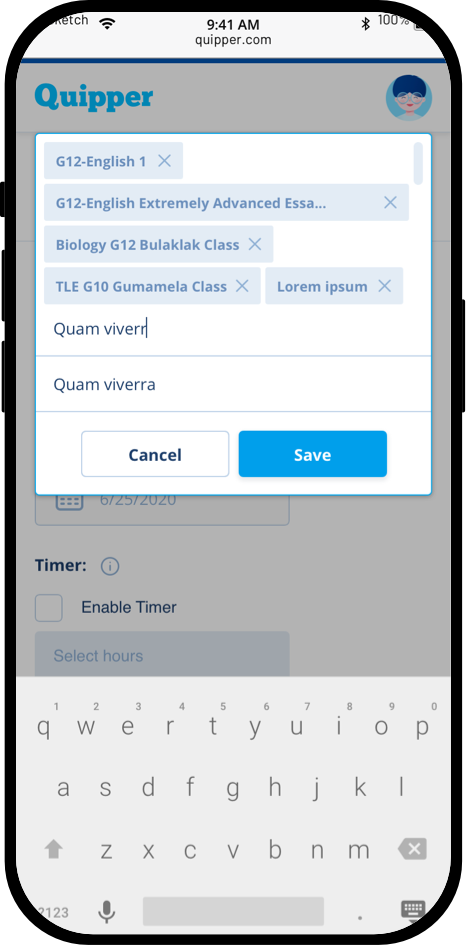 9:41 AM
100%
quipper.com
Quipper
G12-English 1
G12-English Extremely Advanced Essa...
Biology G12 Bulaklak Class
TLE G10 Gumamela Class
Lorem ipsum
Quam viverr
Quam viverra
Cancel
Save
6/25/2020
Timer:
Enable Timer
Select hours
1 2 3 4 5 6 7 8 9 0
q w e r t y u i o p
a s d f g h j k l
z x c v b n m
?123 .